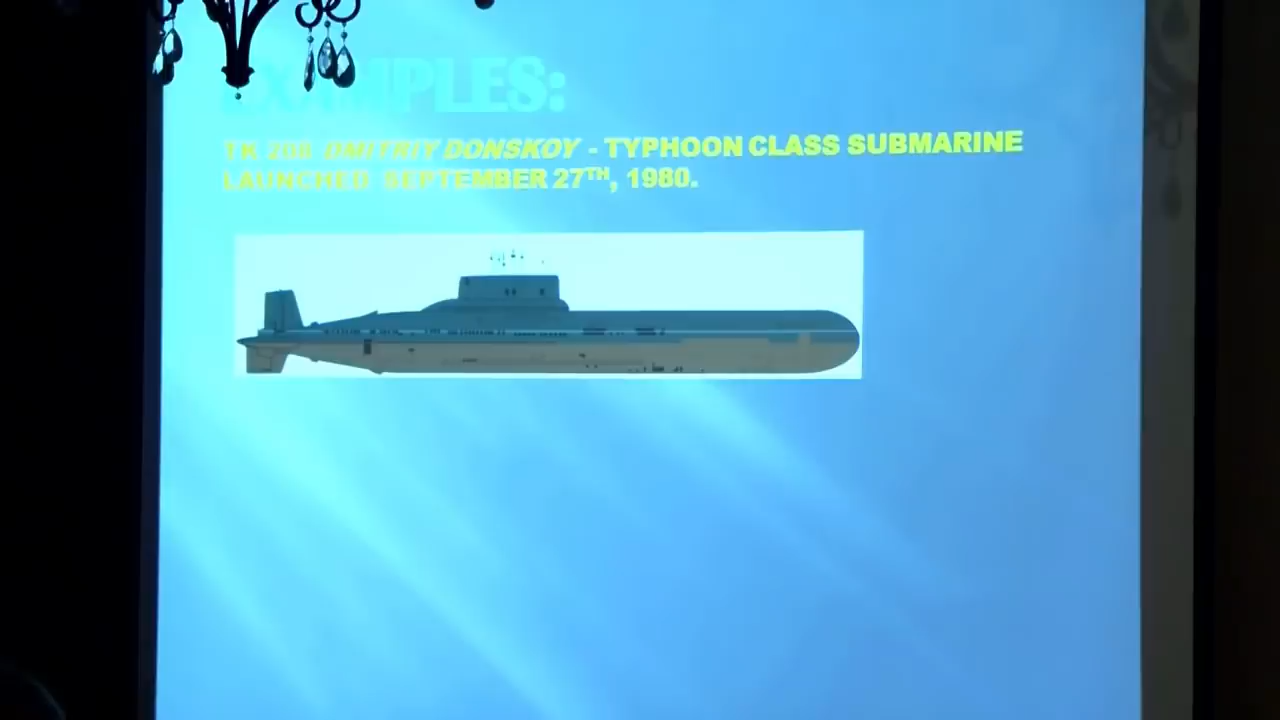 EXAMPLES:
TK 208 DMITRIY DONSKOY - TYPHOON CLASS SUBMARINE
LAUNCHED SEPTEMBER 27TH, 1980.